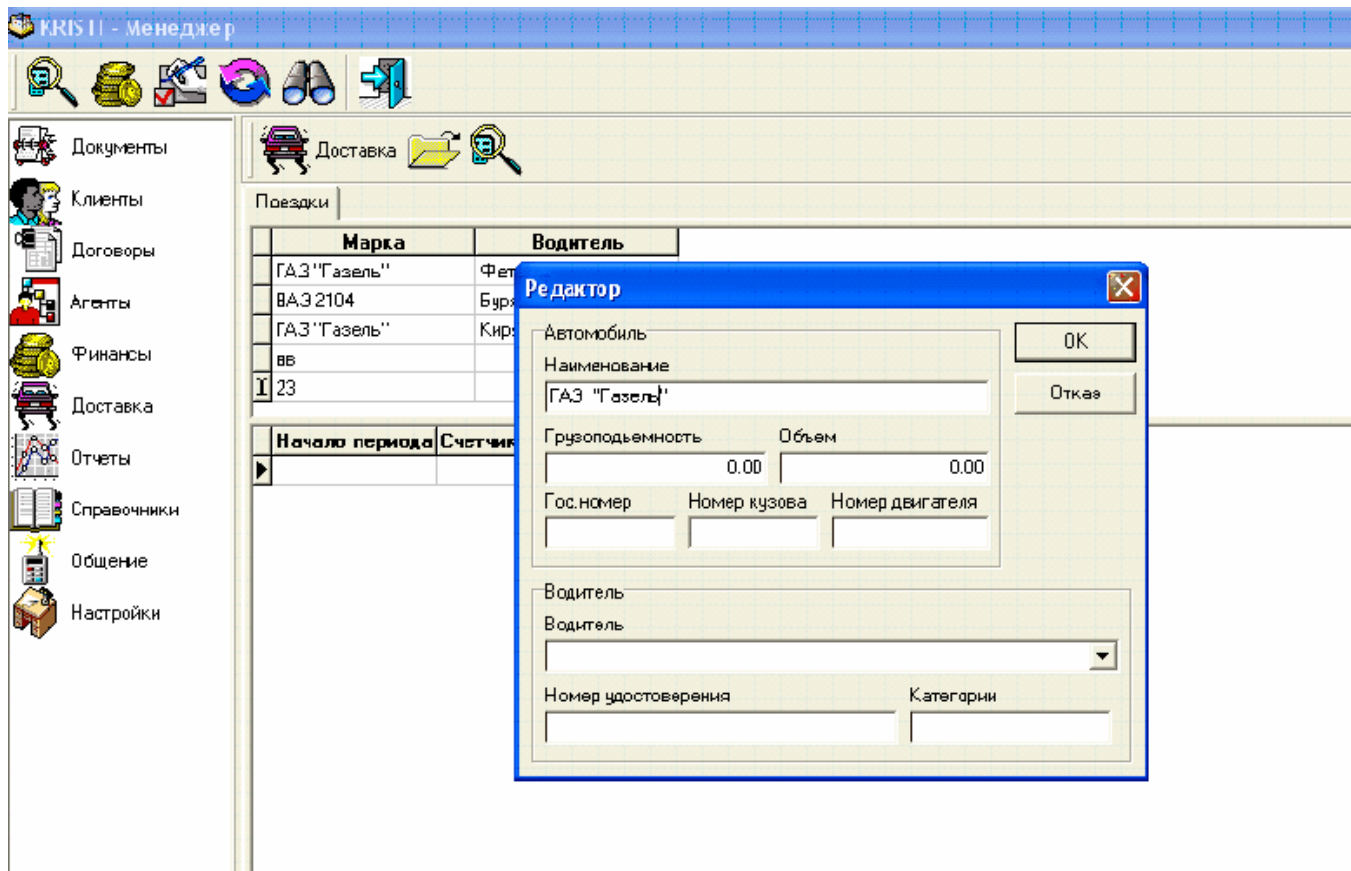 KRISTI - Менеджер
Документы
Клиенты
Договоры
Агенты
Финансы
Доставка
Отчеты
Справочники
Общение
Настройки
Доставка
Поездки
Марка Водитель
ГАЗ "Газель"
ВАЗ 2104
ГАЗ "Газель"
вв
23
Начало периода
Редактор
Автомобиль
Наименование
ГАЗ "Газель"
Грузоподьемность Объем
0.00 0.00
Гос.номер Номер кузова Номер двигателя
Водитель
Водитель
Номер удостоверения Категории
OK
Отказ